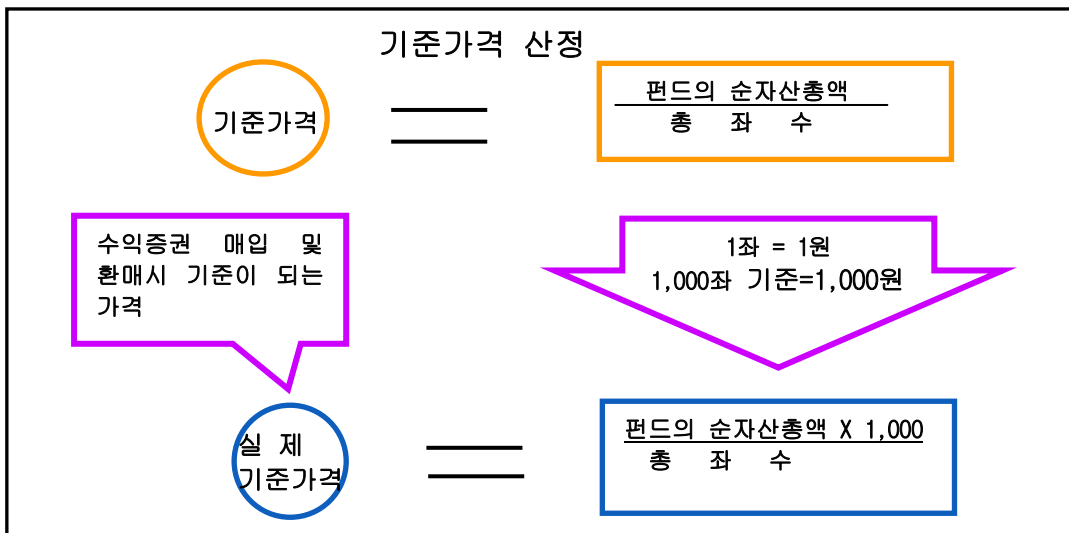 기준가격 산정
기준가격
펀드의 순자산총액
총 좌 수
수익증권 매입 및
환매시 기준이 되는
가격
1좌 = 1원
1,000좌 기준=1,000원
실 제
기준가격
펀드의 순자산총액 X 1,000
총 좌 수